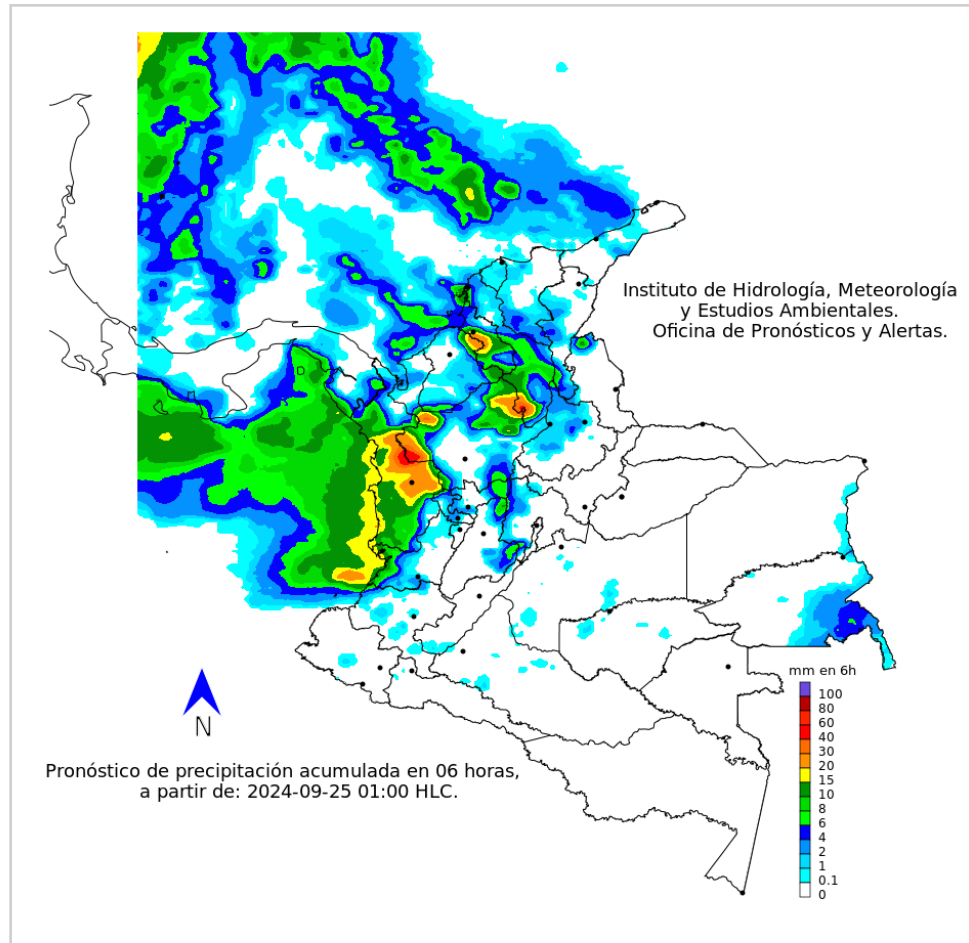 Instituto de Hidrología, Meteorología
y Estudios Ambientales.
Oficina de Pronósticos y Alertas.
mm en 6h
100
80
60
40
30
20
15
10
8
6
4
2
1
0.1
0
N
Pronóstico de precipitación acumulada en 06 horas,
a partir de: 2024-09-25 01:00 HLC.